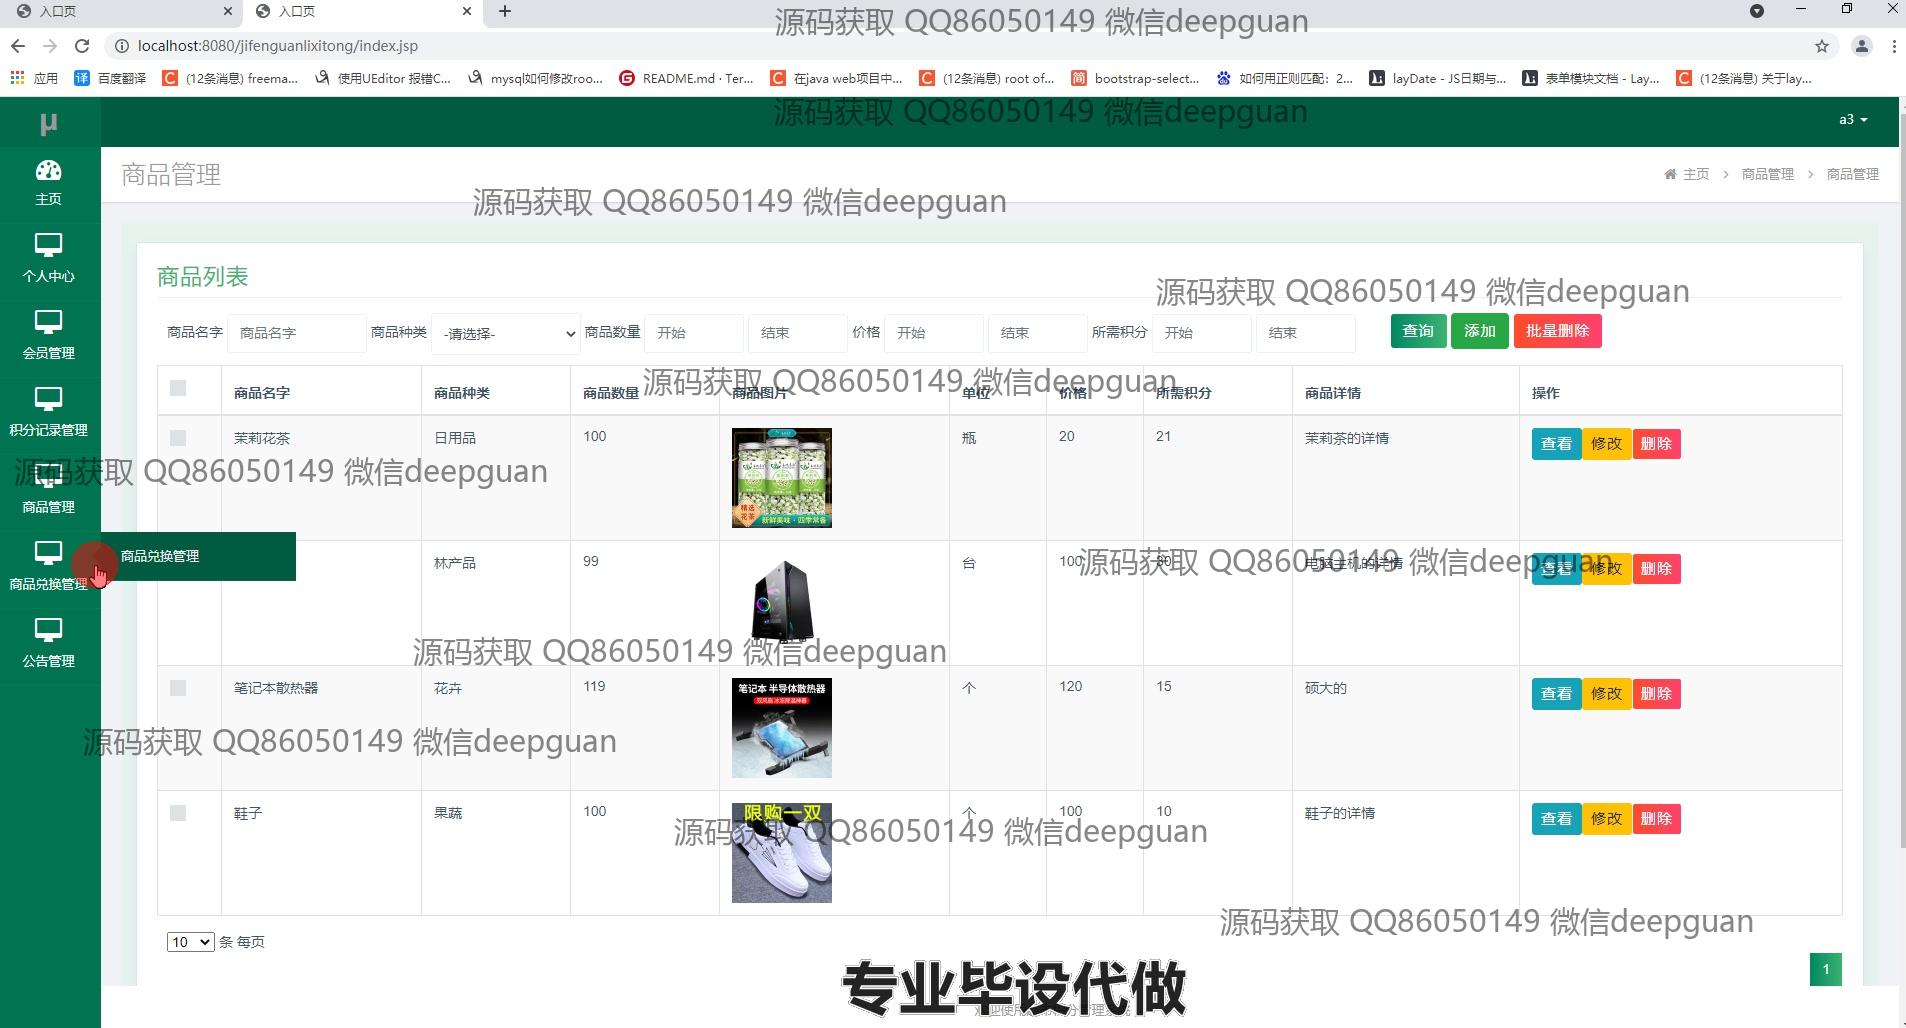 入口页
入口页
源码获取 QQ86050149 微信deepguan
localhost:8080/jifenguanlixitong/index.jsp
应用
百度翻译
(12条消息) freema...
使用UEditor 报错C...
mysql如何修改roo...
README.md · Ter...
在java web项目中...
(12条消息) root of...
bootstrap-select...
如何用正则匹配：2...
layDate - JS日期与...
表单模块文档 - Lay...
(12条消息) 关于lay...
源码获取 QQ86050149 微信deepguan
μ
a3
主页
商品管理
主页 > 商品管理 > 商品管理
源码获取 QQ86050149 微信deepguan
个人中心
商品列表
源码获取 QQ86050149 微信deepguan
会员管理
商品名字 商品名字 商品种类 -请选择- 商品数量 开始 结束 价格 开始 结束 所需积分 开始 结束 查询 添加 批量删除
源码获取 QQ86050149 微信deepguan
商品名字 商品种类 商品数量 商品图片 单位 价格 所需积分 商品详情 操作
积分记录管理
茉莉花茶 日用品 100 瓶 20 21 茉莉茶的详情 查看 修改 删除
精选
花茶
新鲜美味·四季常备
源码获取 QQ86050149 微信deepguan
商品管理
商品兑换管理
商品兑换管理
林产品 99 台 100 电脑主机的详情 查看 修改 删除
源码获取 QQ86050149 微信deepguan
公告管理
源码获取 QQ86050149 微信deepguan
笔记本散热器 花卉 119 个 120 15 硕大的 查看 修改 删除
笔记本 半导体散热器
源码获取 QQ86050149 微信deepguan
鞋子 果蔬 100 个 100 10 鞋子的详情 查看 修改 删除
限购一双
源码获取 QQ86050149 微信deepguan
源码获取 QQ86050149 微信deepguan
10 条 每页
1
专业毕设代做